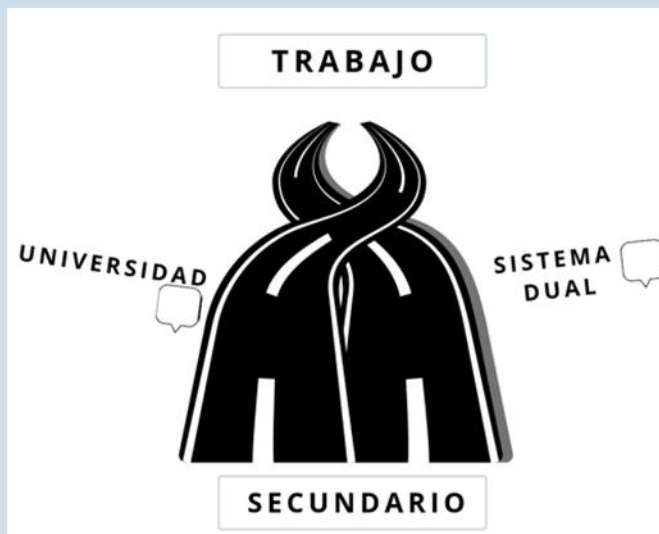 TRABAJO
UNIVERSIDAD
SISTEMA
DUAL
SECUNDARIO